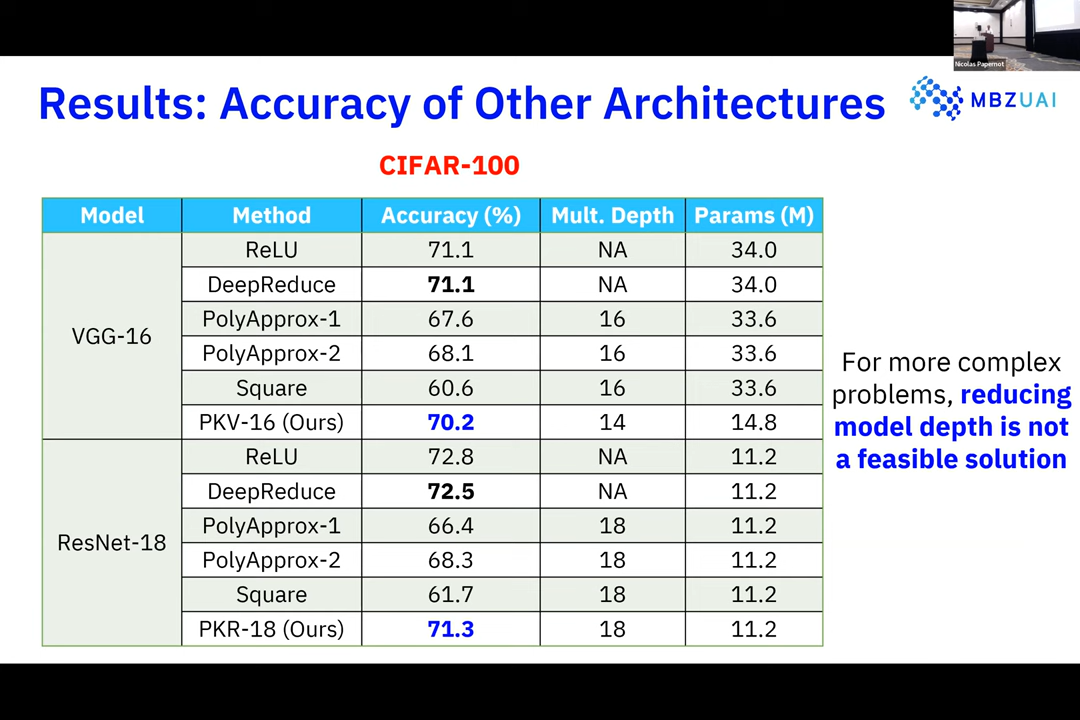 Nicolas Papernot
Results: Accuracy of Other Architectures
MBZUAI
CIFAR-100
Model Method Accuracy (%) Mult. Depth Params (M)
VGG-16
ReLU 71.1 NA 34.0
DeepReduce 71.1 NA 34.0
PolyApprox-1 67.6 16 33.6
PolyApprox-2 68.1 16 33.6
Square 60.6 16 33.6
PKV-16 (Ours) 70.2 14 14.8
ResNet-18
ReLU 72.8 NA 11.2
DeepReduce 72.5 NA 11.2
PolyApprox-1 66.4 18 11.2
PolyApprox-2 68.3 18 11.2
Square 61.7 18 11.2
PKR-18 (Ours) 71.3 18 11.2
For more complex
problems, reducing
model depth is not
a feasible solution